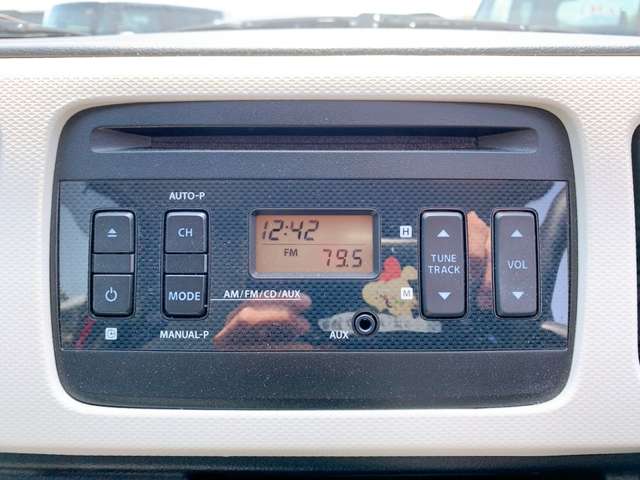 AUTO-P
CH
12:42
FM 79.5
H
TUNE
TRACK
VOL
MODE
AM/FM/CD/AUX
M
C
MANUAL-P
AUX